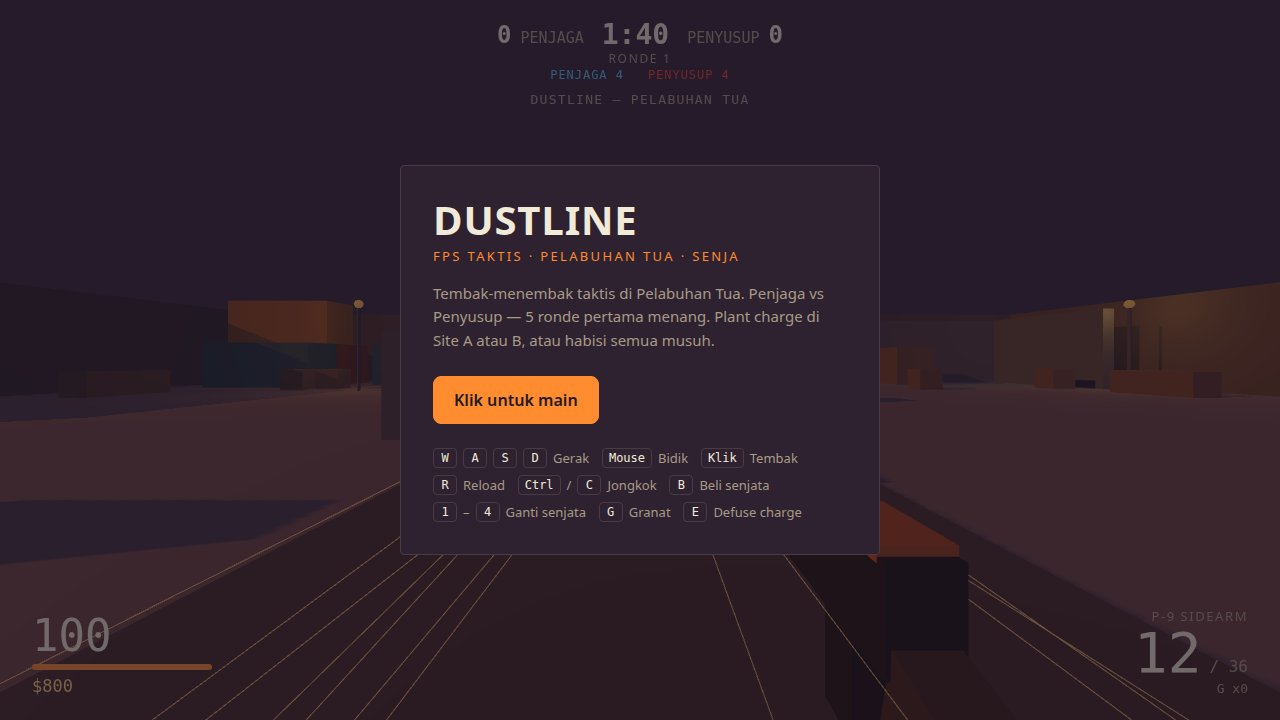 0 PENJAGA 1:40 PENYUSUP 0
RONDE 1
PENJAGA 4 PENYUSUP 4
DUSTLINE — PELABUHAN TUA
DUSTLINE
FPS TAKTIS · PELABUHAN TUA · SENJA
Tembak-menembak taktis di Pelabuhan Tua. Penjaga vs
Penyusup — 5 ronde pertama menang. Plant charge di
Site A atau B, atau habisi semua musuh.
Klik untuk main
W A S D Gerak Mouse Bidik Klik Tembak
R Reload Ctrl / C Jongkok B Beli senjata
1 – 4 Ganti senjata G Granat E Defuse charge
100
$800
P-9 SIDEARM
12 / 36
G x0